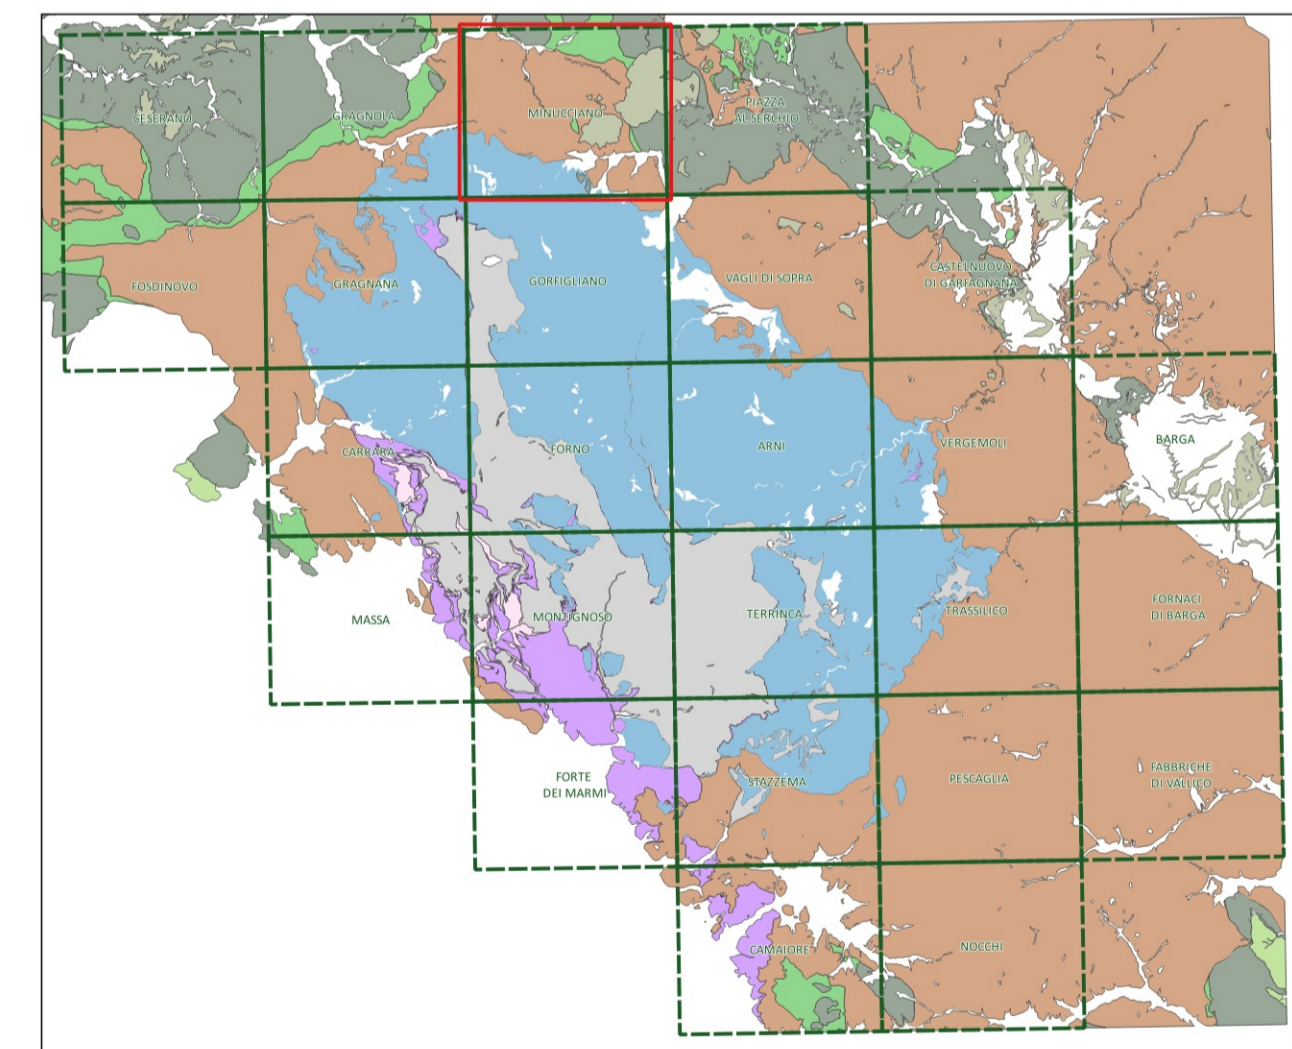 CESERANO
GRAGNOLA
MINUCCIANO
PIAZZA
AL SERCHIO
FOSDINOVO
GRAGNANA
GORFIGLIANO
VAGLI DI SOPRA
CASTELNUOVO
DI GARFAGNANA
CARRARA
FORNO
ARNI
VERGEMOLI
BARGA
MASSA
MONTIGNOSO
TERRINCA
TRASSILICO
FORNACI
DI BARGA
FORTE
DEI MARMI
STAZZEMA
PESCAGLIA
FABBRICHE
DI VALLICO
CAMAIORE
NOCCHI